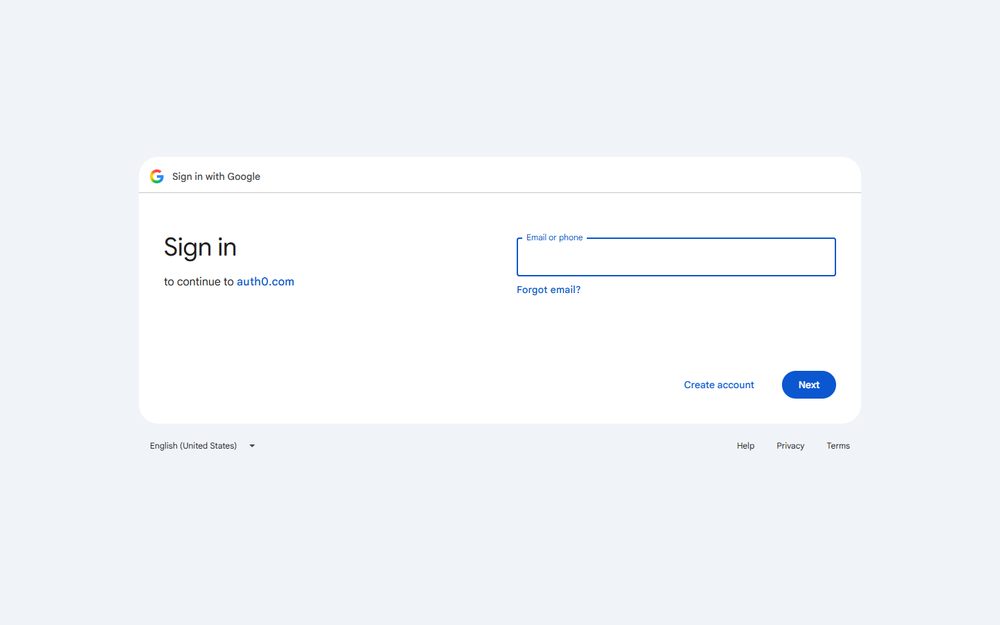 Sign in with Google
Sign in
to continue to auth0.com
Email or phone
Forgot email?
Create account
Next
English (United States)
Help
Privacy
Terms